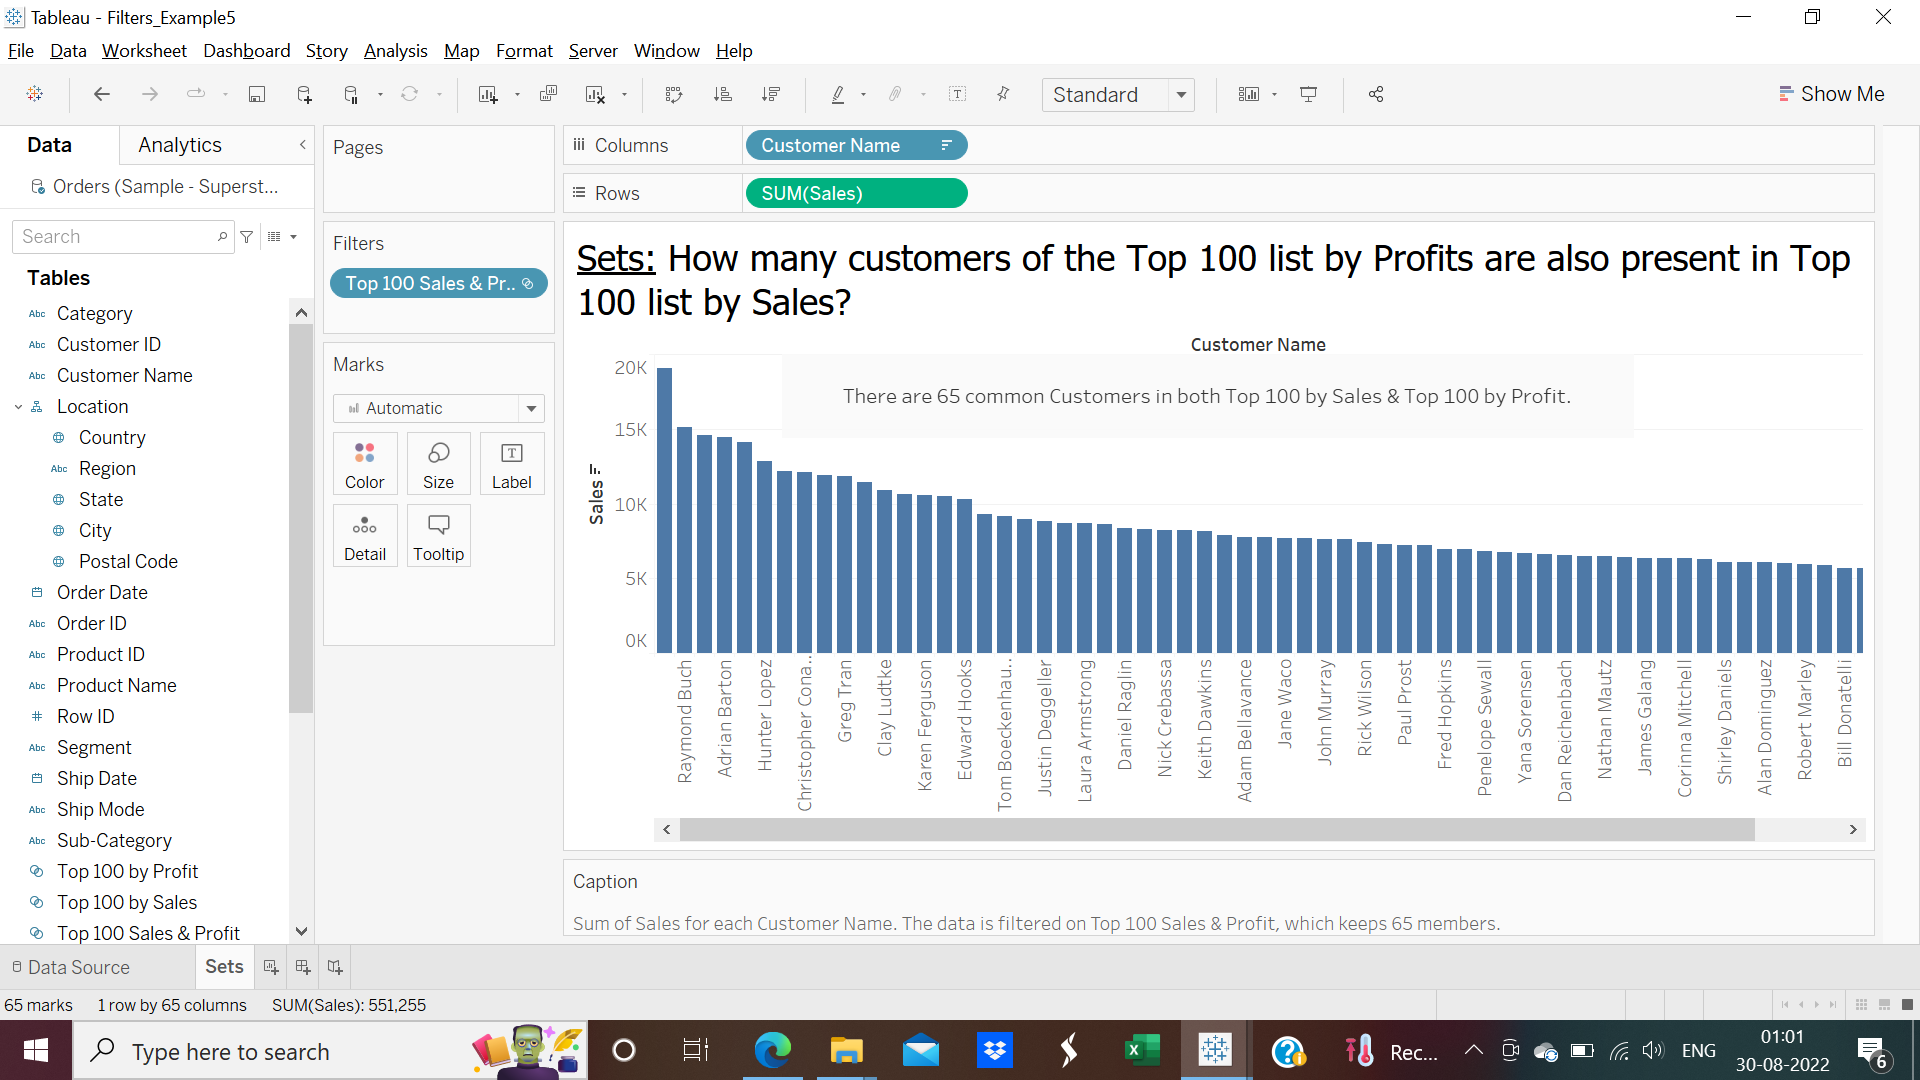 Tableau - Filters_Example5
File Data Worksheet Dashboard Story Analysis Map Format Server Window Help
Standard
Show Me
Data
Analytics
Orders (Sample - Superst...
Search
Tables
Abc Category
Abc Customer ID
Abc Customer Name
Location
Country
Abc Region
State
City
Postal Code
Order Date
Abc Order ID
Abc Product ID
Abc Product Name
# Row ID
Abc Segment
Ship Date
Abc Ship Mode
Abc Sub-Category
Top 100 by Profit
Top 100 by Sales
Top 100 Sales & Profit
Pages
Filters
Top 100 Sales & Pr..
Marks
Automatic
Color
Size
Label
Detail
Tooltip
Columns
Customer Name
Rows
SUM(Sales)
Sets: How many customers of the Top 100 list by Profits are also present in Top
100 list by Sales?
Customer Name
There are 65 common Customers in both Top 100 by Sales & Top 100 by Profit.
20K
15K
10K
5K
0K
Sales
Raymond Buch
Adrian Barton
Hunter Lopez
Christopher Cona..
Greg Tran
Clay Ludtke
Karen Ferguson
Edward Hooks
Tom Boeckenhau..
Justin Deggeller
Laura Armstrong
Daniel Raglin
Nick Crebassa
Keith Dawkins
Adam Bellavance
Jane Waco
John Murray
Rick Wilson
Paul Prost
Fred Hopkins
Penelope Sewall
Yana Sorensen
Dan Reichenbach
Nathan Mautz
James Galang
Corinna Mitchell
Shirley Daniels
Alan Dominguez
Robert Marley
Bill Donatelli
Caption
Sum of Sales for each Customer Name. The data is filtered on Top 100 Sales & Profit, which keeps 65 members.
Data Source
Sets
65 marks
1 row by 65 columns
SUM(Sales): 551,255
Type here to search
Rec...
ENG
01:01
30-08-2022
6